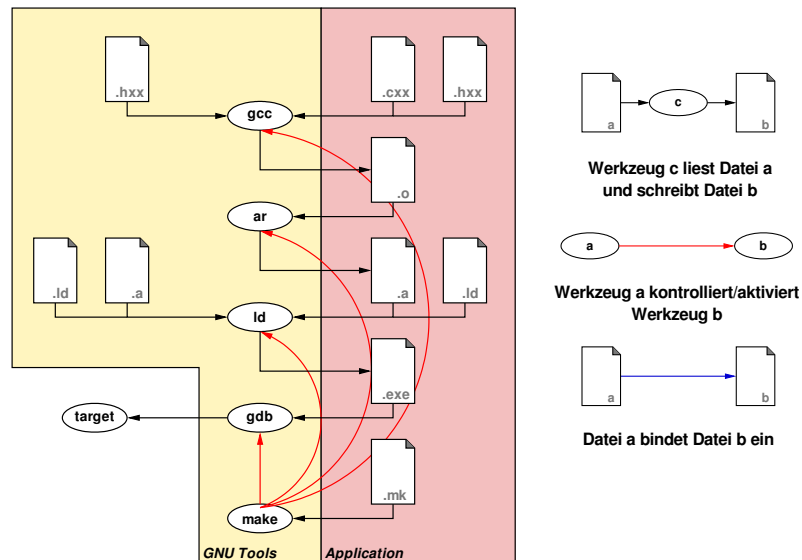 .hxx
.cxx
.hxx
gcc
.o
ar
.ld
.a
.a
.ld
ld
.exe
target
gdb
.mk
make
GNU Tools
Application
a
c
b
Werkzeug c liest Datei a
und schreibt Datei b
a
b
Werkzeug a kontrolliert/aktiviert
Werkzeug b
a
b
Datei a bindet Datei b ein